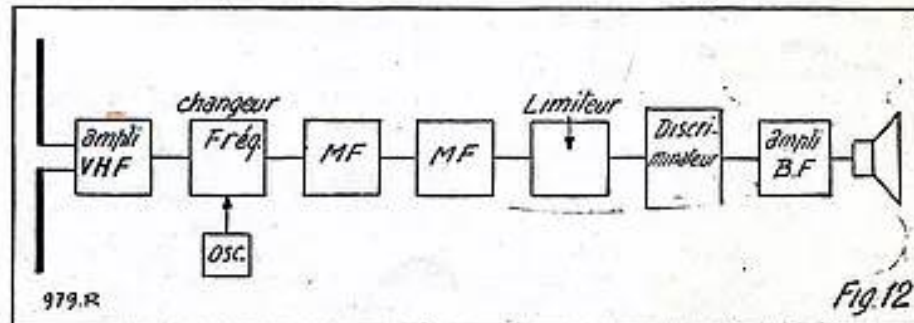 ampli
VHF
changeur
Fréq.
osc.
MF
MF
Limiteur
Discri-
minateur
ampli
B.F
979.R
Fig.12